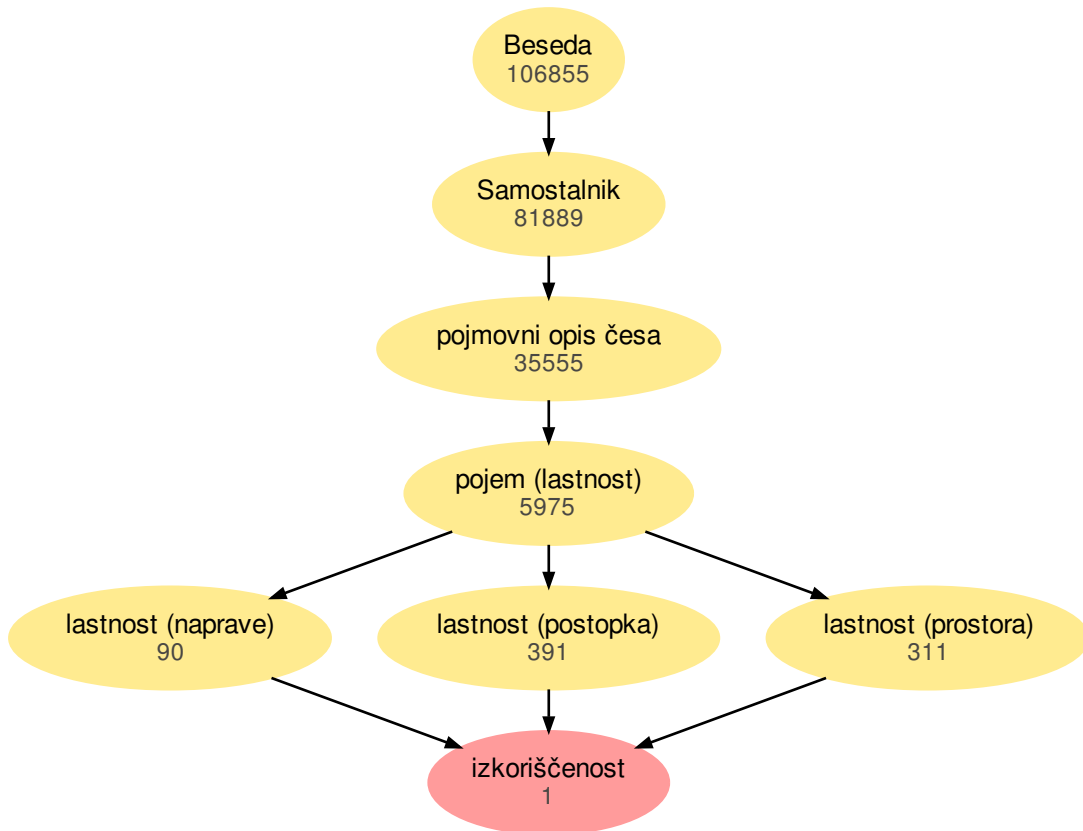 Beseda
106855
Samostalnik
81889
pojmovni opis česa
35555
pojem (lastnost)
5975
lastnost (naprave)
90
lastnost (postopka)
391
lastnost (prostora)
311
izkoriščenost
1